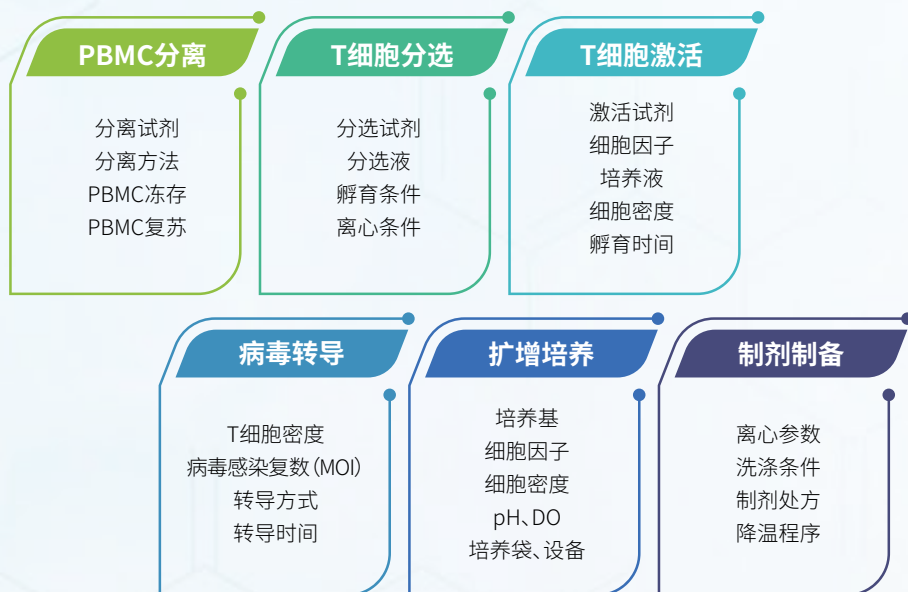 PBMC分离
分离试剂
分离方法
PBMC冻存
PBMC复苏
T细胞分选
分选试剂
分选液
孵育条件
离心条件
T细胞激活
激活试剂
细胞因子
培养液
细胞密度
孵育时间
病毒转导
T细胞密度
病毒感染复数（MOI）
转导方式
转导时间
扩增培养
培养基
细胞因子
细胞密度
pH、DO
培养袋、设备
制剂制备
离心参数
洗涤条件
制剂处方
降温程序